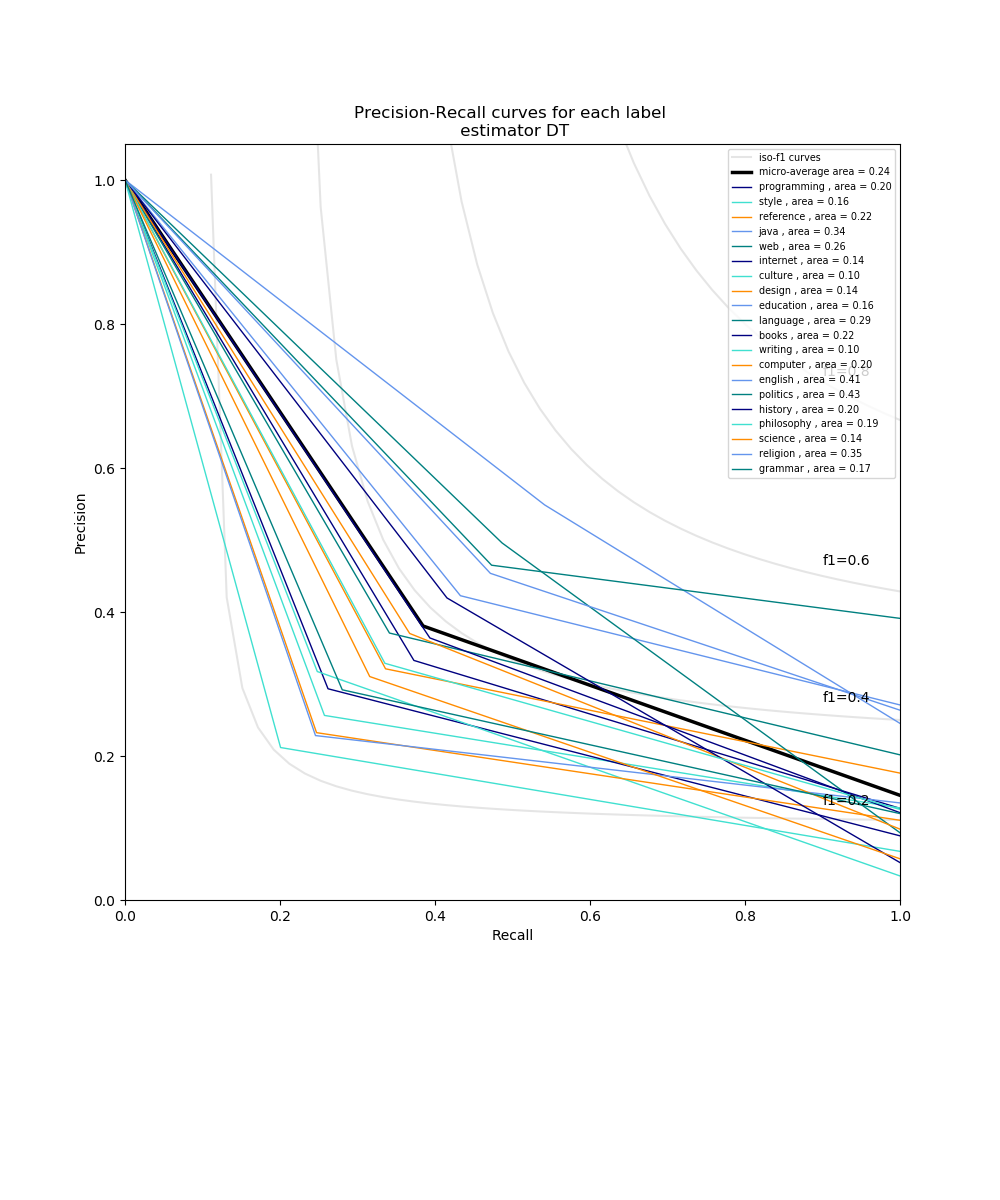 Precision-Recall curves for each label
estimator DT
iso-f1 curves
micro-average area = 0.24
programming , area = 0.20
style , area = 0.16
reference , area = 0.22
java , area = 0.34
web , area = 0.26
internet , area = 0.14
culture , area = 0.10
design , area = 0.14
education , area = 0.16
language , area = 0.29
books , area = 0.22
writing , area = 0.10
computer , area = 0.20
english , area = 0.41
politics , area = 0.43
history , area = 0.20
philosophy , area = 0.19
science , area = 0.14
religion , area = 0.35
grammar , area = 0.17
f1=0.8
f1=0.6
f1=0.4
f1=0.2
Precision
1.0
0.8
0.6
0.4
0.2
0.0
0.0 0.2 0.4 0.6 0.8 1.0
Recall